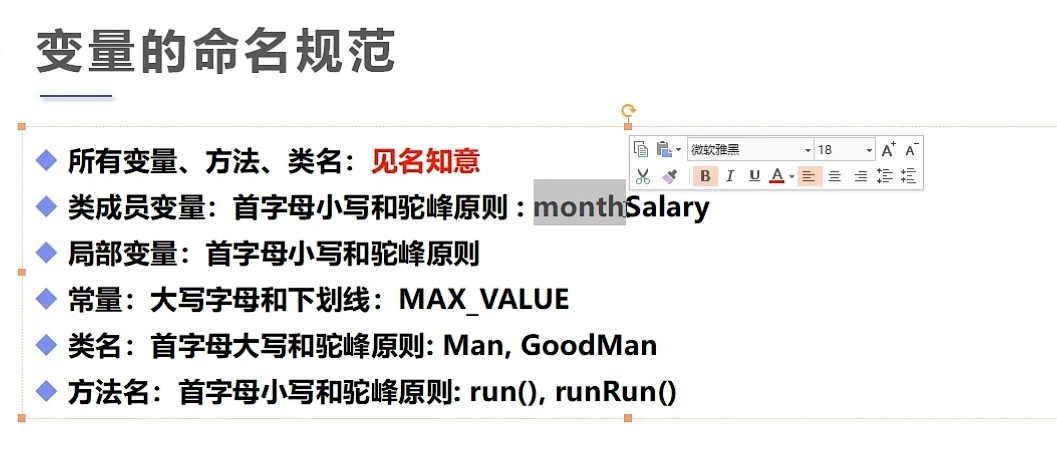 变量的命名规范
所有变量、方法、类名：见名知意
类成员变量：首字母小写和驼峰原则 : monthSalary
局部变量：首字母小写和驼峰原则
常量：大写字母和下划线：MAX_VALUE
类名：首字母大写和驼峰原则: Man, GoodMan
方法名：首字母小写和驼峰原则: run(), runRun()
微软雅黑 18 A+ A-
B I U A